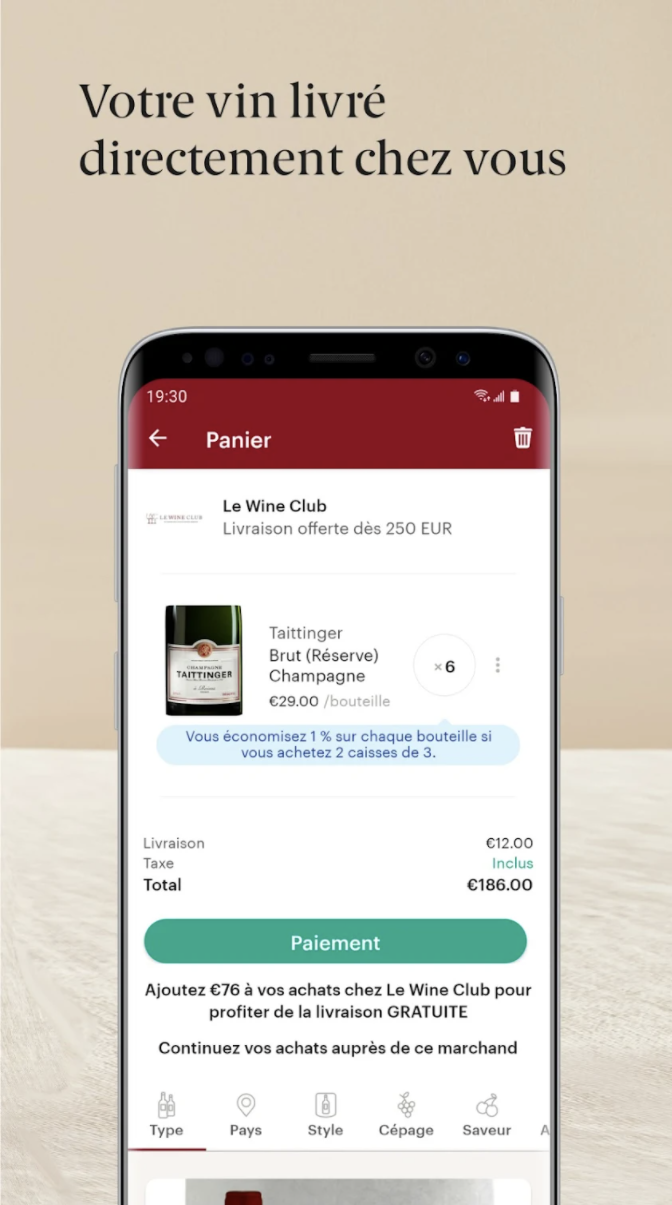 Votre vin livré
directement chez vous
19:30
Panier
LE WINE CLUB
Le Wine Club
Livraison offerte dès 250 EUR
Taittinger
Brut (Réserve)
Champagne
€29.00 /bouteille
× 6
CHAMPAGNE
TAITTINGER
Vous économisez 1 % sur chaque bouteille si
vous achetez 2 caisses de 3.
Livraison €12.00
Taxe Inclus
Total €186.00
Paiement
Ajoutez €76 à vos achats chez Le Wine Club pour
profiter de la livraison GRATUITE
Continuez vos achats auprès de ce marchand
Type Pays Style Cépage Saveur A